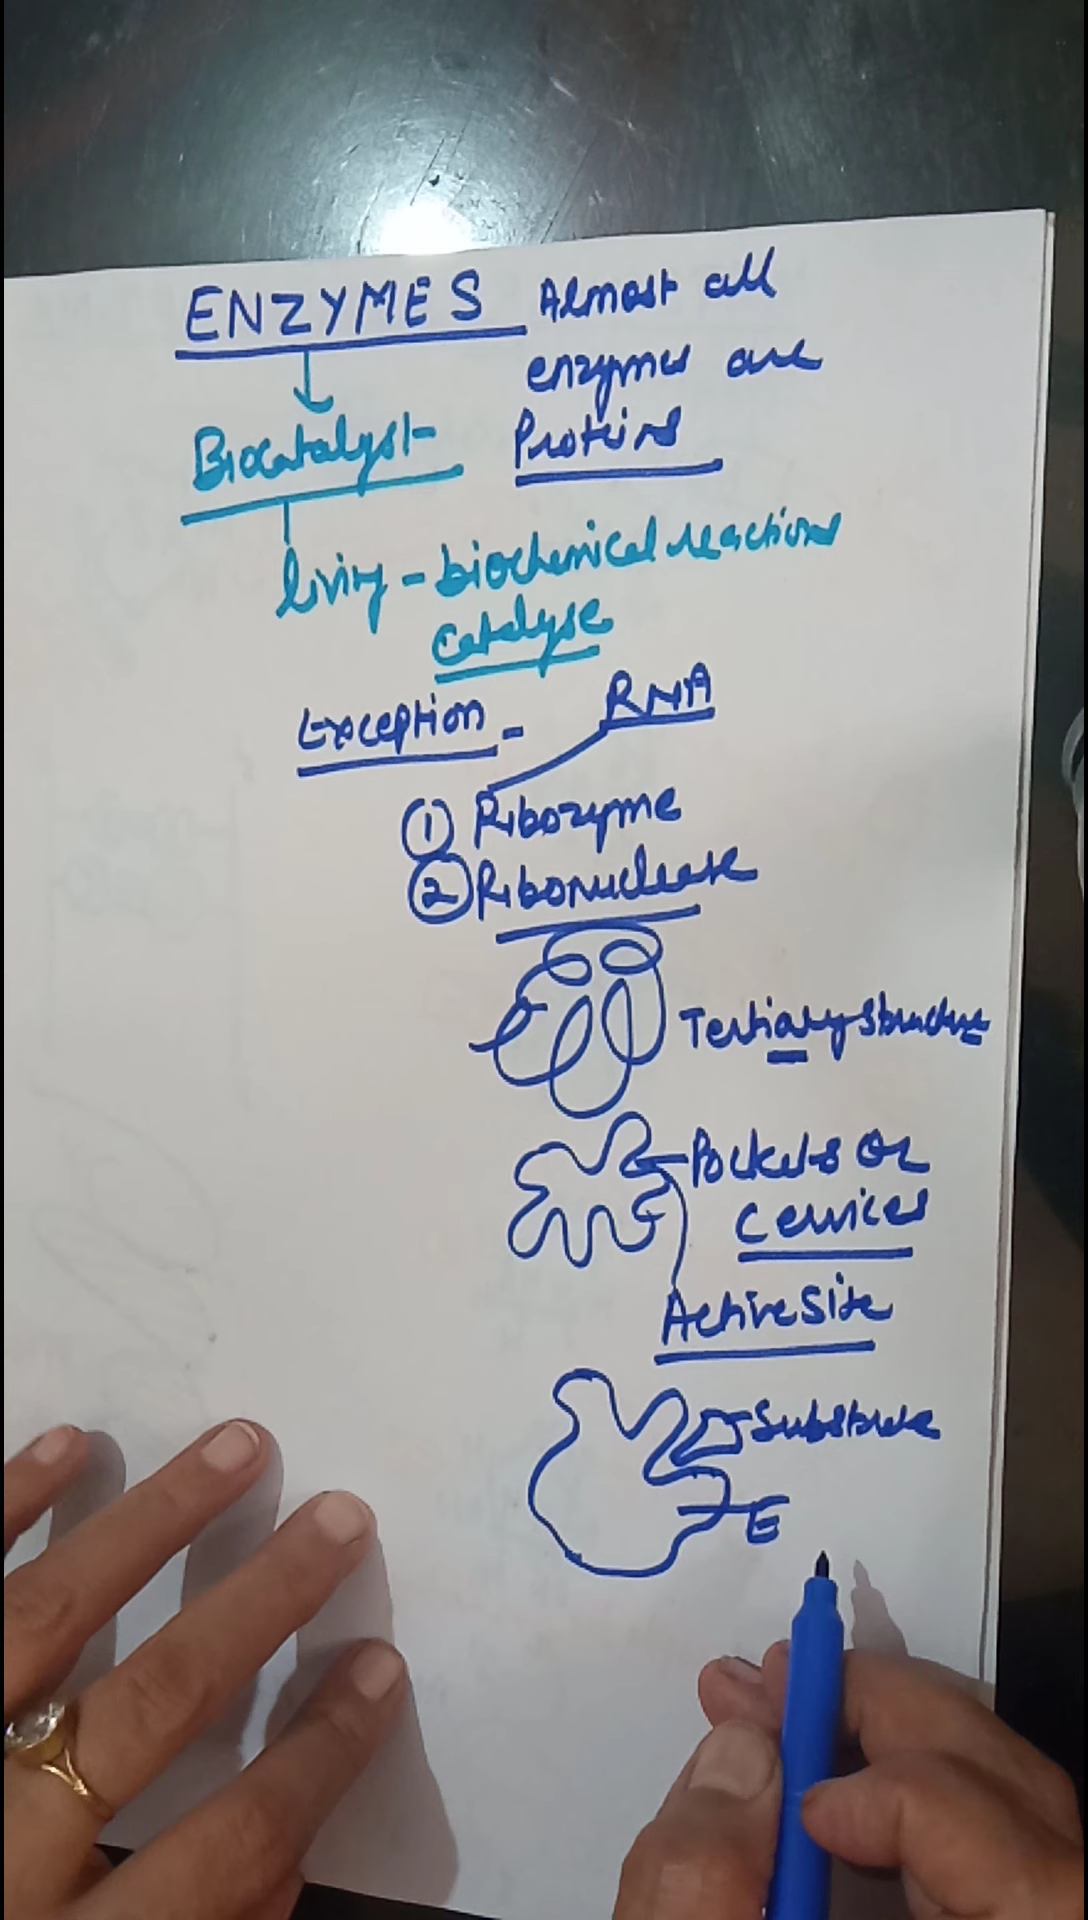 ENZYMES
Almost all
enzymes are
Proteins
Biocatalyst
living - biochemical reactions
catalyse
Exception - RNA
① Ribozyme
② Ribonuclease
Tertiary structure
Pockets or
Cervices
Active Site
Substrate
E